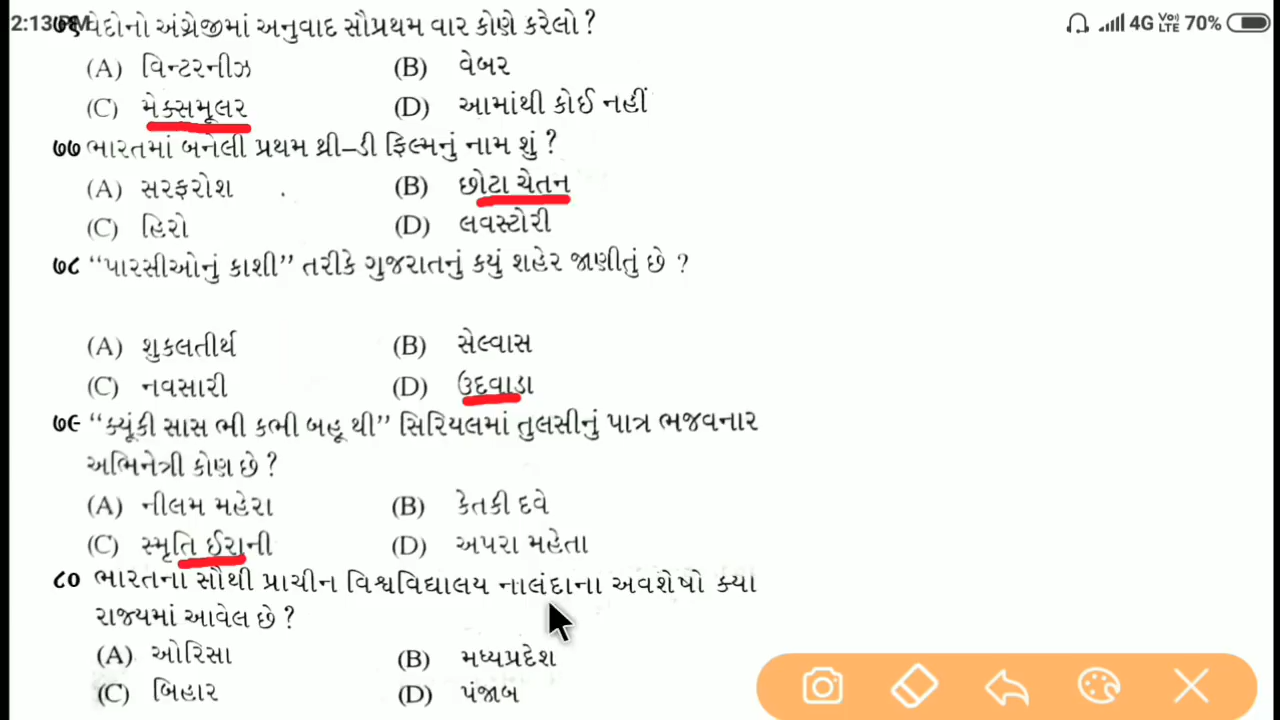 2:13 PM 4G VoLTE 70%
૭૬ વેદોનો અંગ્રેજીમાં અનુવાદ સૌપ્રથમ વાર કોણે કરેલો ?
(A) વિન્ટરનીઝ (B) વેબર
(C) મેક્સમૂલર (D) આમાંથી કોઈ નહીં
૭૭ ભારતમાં બનેલી પ્રથમ થ્રી–ડી ફિલ્મનું નામ શું ?
(A) સરફરોશ (B) છોટા ચેતન
(C) હિરો (D) લવસ્ટોરી
૭૮ “પારસીઓનું કાશી” તરીકે ગુજરાતનું કયું શહેર જાણીતું છે ?
(A) શુકલતીર્થ (B) સેલ્વાસ
(C) નવસારી (D) ઉદવાડા
૭૯ “ક્યૂંકી સાસ ભી કભી બહૂ થી” સિરિયલમાં તુલસીનું પાત્ર ભજવનાર
અભિનેત્રી કોણ છે ?
(A) નીલમ મહેરા (B) કેતકી દવે
(C) સ્મૃતિ ઈરાની (D) અપરા મહેતા
૮૦ ભારતના સૌથી પ્રાચીન વિશ્વવિદ્યાલય નાલંદાના અવશેષો ક્યા
રાજ્યમાં આવેલ છે ?
(A) ઓરિસા (B) મધ્યપ્રદેશ
(C) બિહાર (D) પંજાબ